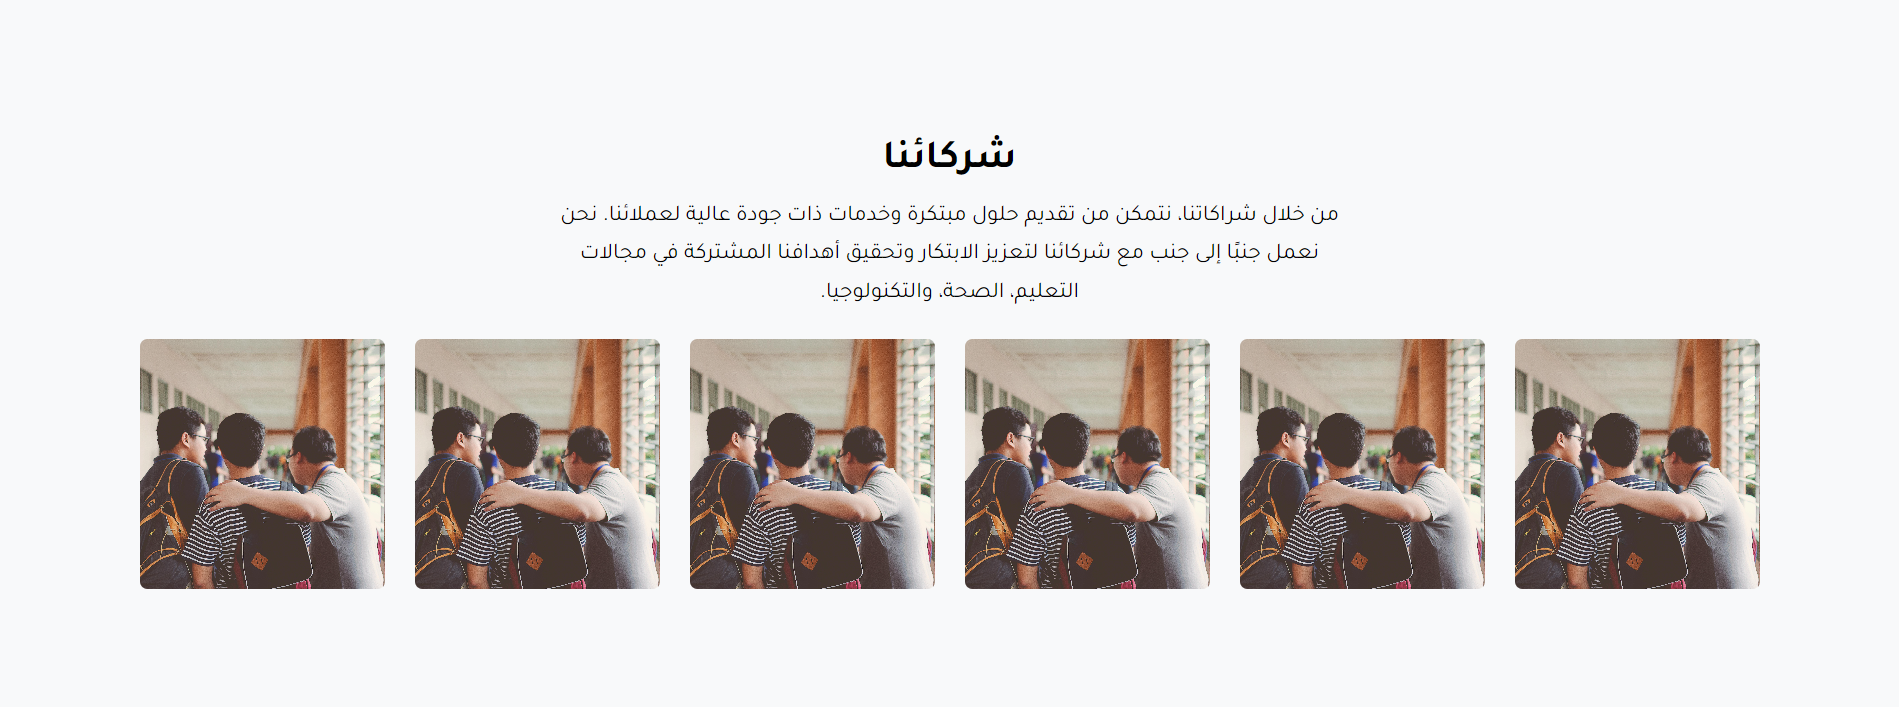 شركائنا
من خلال شراكاتنا، نتمكن من تقديم حلول مبتكرة وخدمات ذات جودة عالية لعملائنا. نحن
نعمل جنبًا إلى جنب مع شركائنا لتعزيز الابتكار وتحقيق أهدافنا المشتركة في مجالات
التعليم، الصحة، والتكنولوجيا.